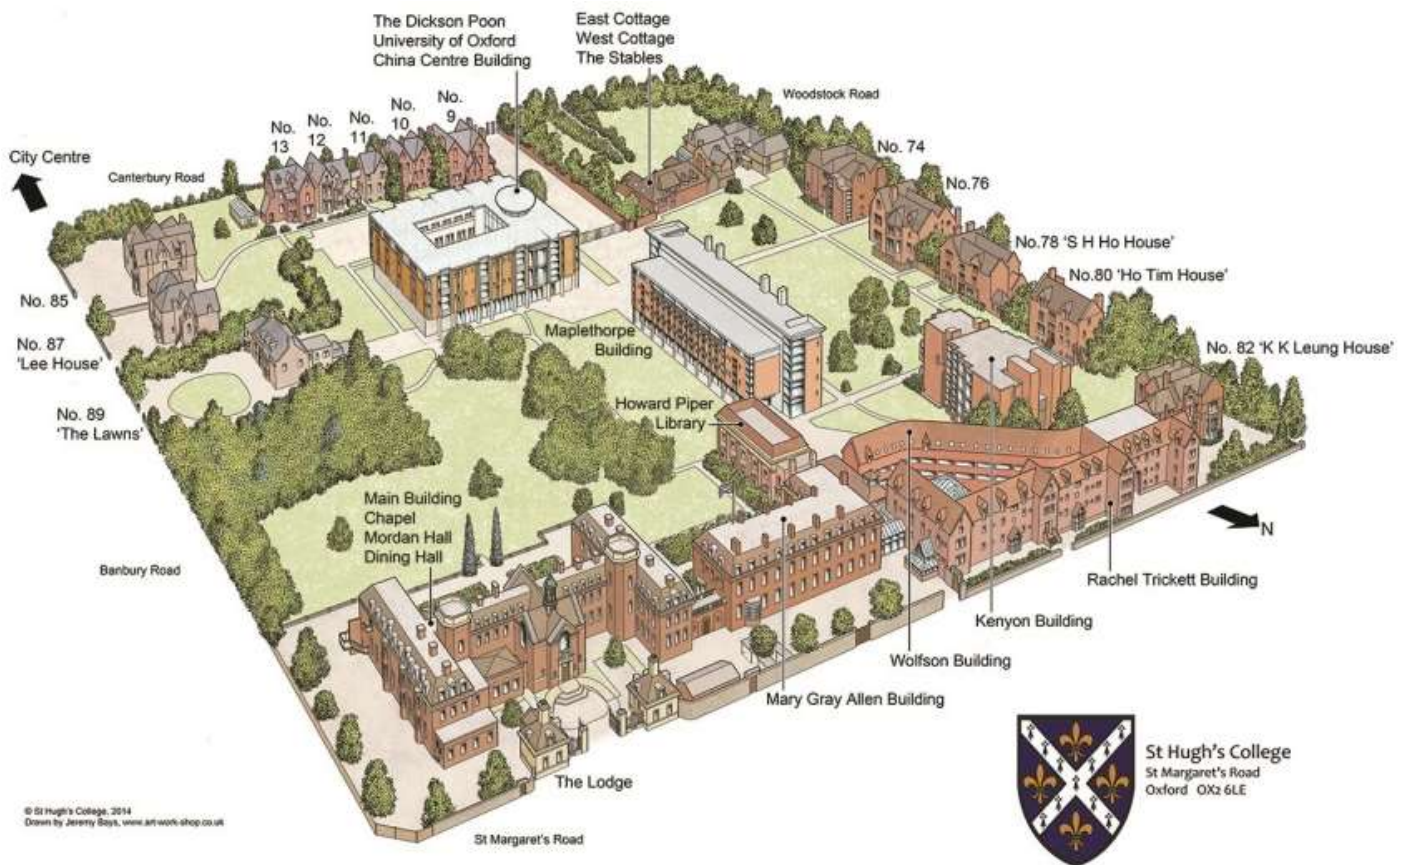 The Dickson Poon
University of Oxford
China Centre Building
East Cottage
West Cottage
The Stables
Woodstock Road
No.
9
No.
10
No.
11
No.
12
No.
13
City Centre
Canterbury Road
No. 74
No.76
No.78 'S H Ho House'
No.80 'Ho Tim House'
No. 82 'K K Leung House'
No. 85
No. 87
'Lee House'
No. 89
'The Lawns'
Maplethorpe
Building
Howard Piper
Library
Main Building
Chapel
Mordan Hall
Dining Hall
Banbury Road
N
Rachel Trickett Building
Kenyon Building
Wolfson Building
Mary Gray Allen Building
The Lodge
St Margaret's Road
St Hugh's College
St Margaret's Road
Oxford OX2 6LE
© St Hugh's College, 2014
Drawn by Jeremy Bays, www.art-work-shop.co.uk